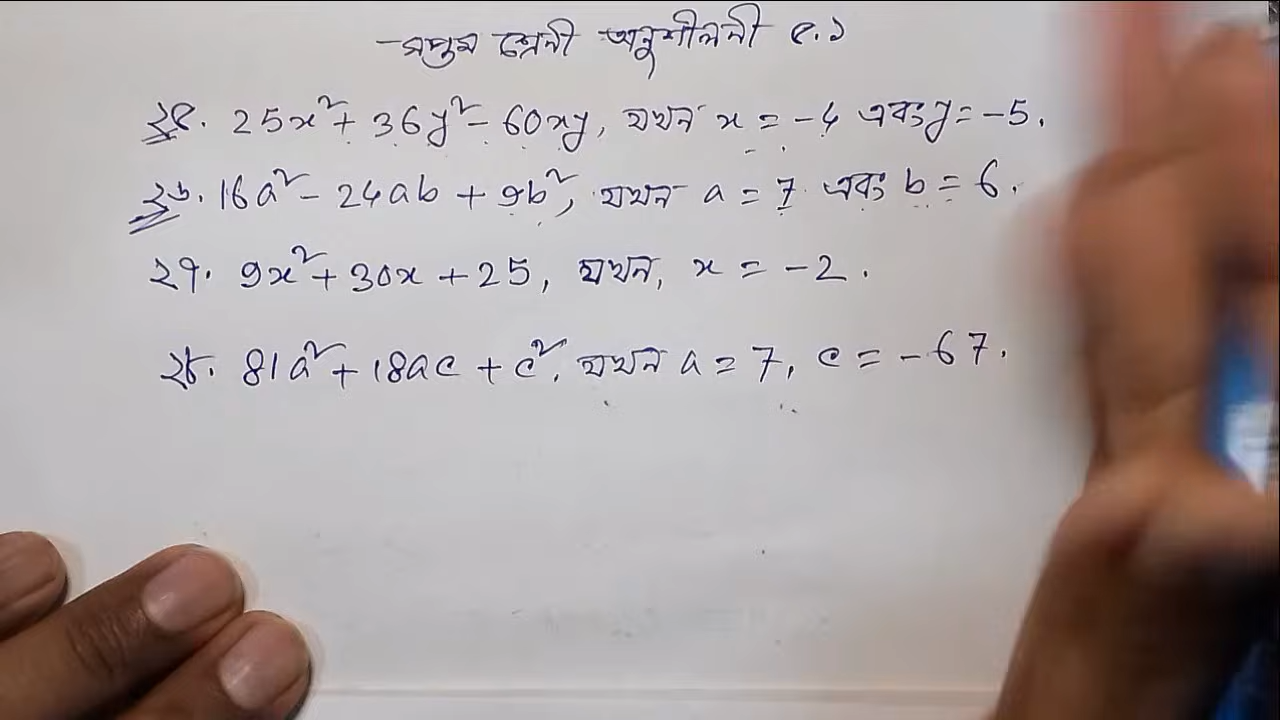 সপ্তম শ্রেনী অনুশীলনী ৫.১
২৫. 25x² + 36y² - 60xy, যখন x = -4 এবং y = -5.
২৬. 16a² - 24ab + 9b², যখন a = 7 এবং b = 6.
২৭. 9x² + 30x + 25, যখন, x = -2.
২৮. 81a² + 18ac + c². যখন a = 7, c = -67.